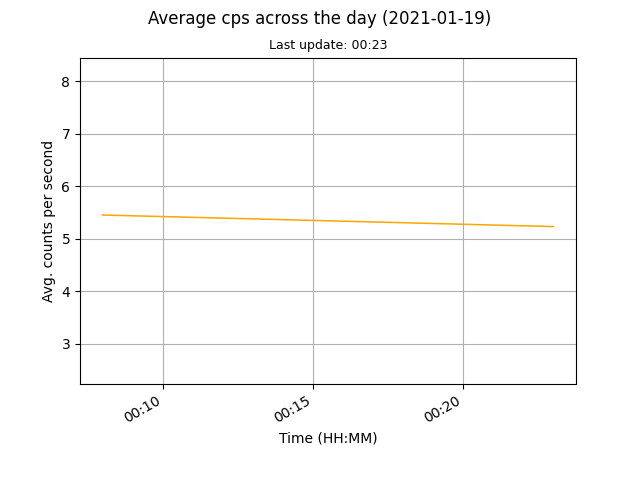 Average cps across the day (2021-01-19)
Last update: 00:23
8
7
6
5
4
3
Avg. counts per second
00:10
00:15
00:20
Time (HH:MM)